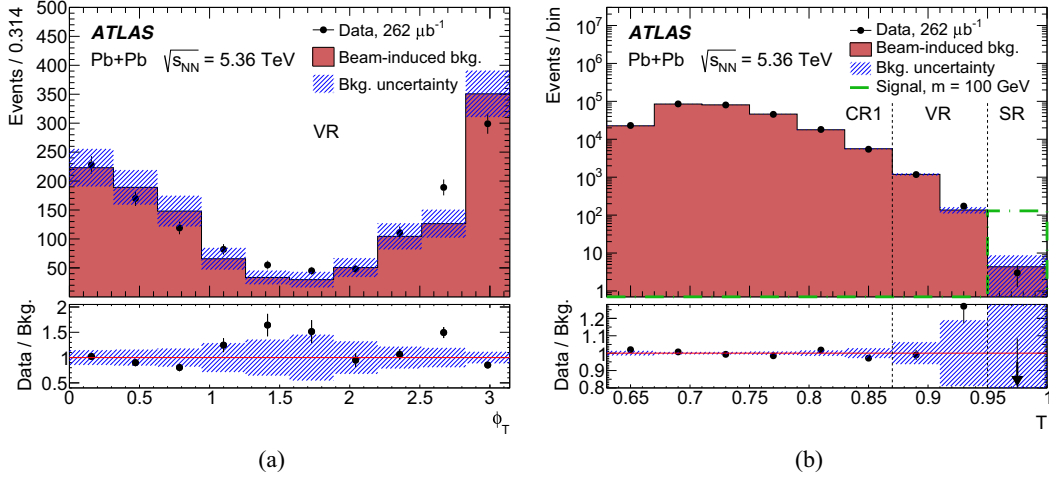 ATLAS
Pb+Pb √sNN = 5.36 TeV
Data, 262 μb⁻¹
Beam-induced bkg.
Bkg. uncertainty
VR
Events / 0.314
550
500
450
400
350
300
250
200
150
100
50
Data / Bkg.
2
1.5
1
0.5
0 0.5 1 1.5 2 2.5 3
ϕT
(a)
ATLAS
Pb+Pb √sNN = 5.36 TeV
Data, 262 μb⁻¹
Beam-induced bkg.
Bkg. uncertainty
Signal, m = 100 GeV
CR1 VR SR
Events / bin
10⁷
10⁶
10⁵
10⁴
10³
10²
10
1
Data / Bkg.
1.2
1.1
1
0.9
0.8
0.65 0.7 0.75 0.8 0.85 0.9 0.95 1
T
(b)